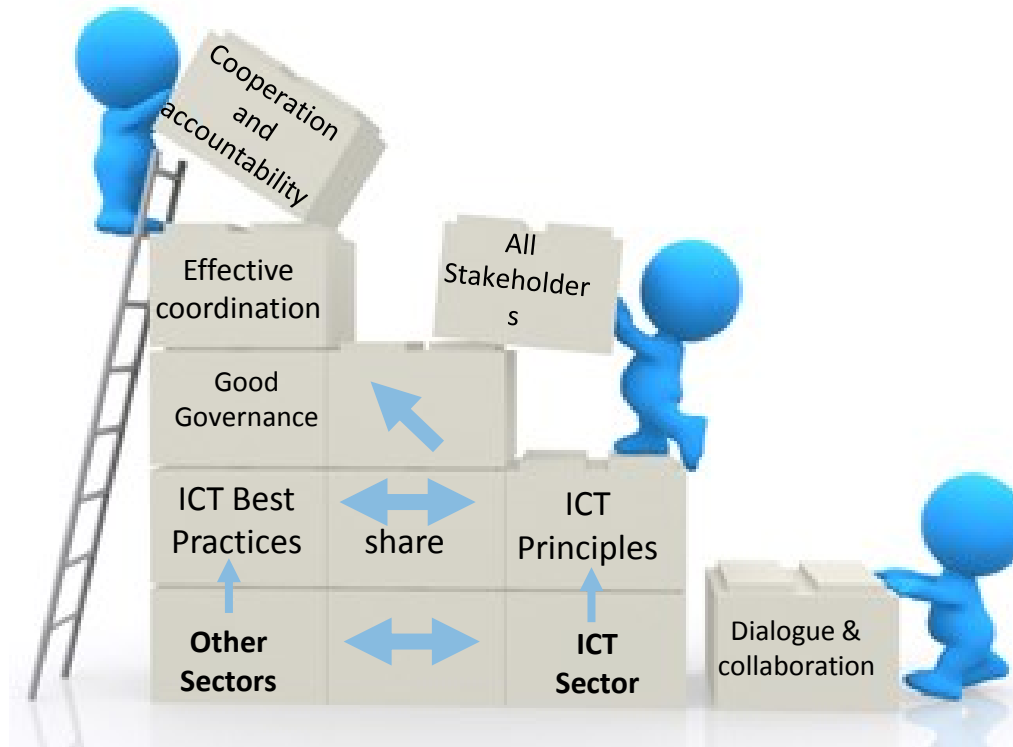 Cooperation
and
accountability
Effective
coordination
All
Stakeholder
s
Good
Governance
ICT Best
Practices
share
ICT
Principles
Other
Sectors
ICT
Sector
Dialogue &
collaboration